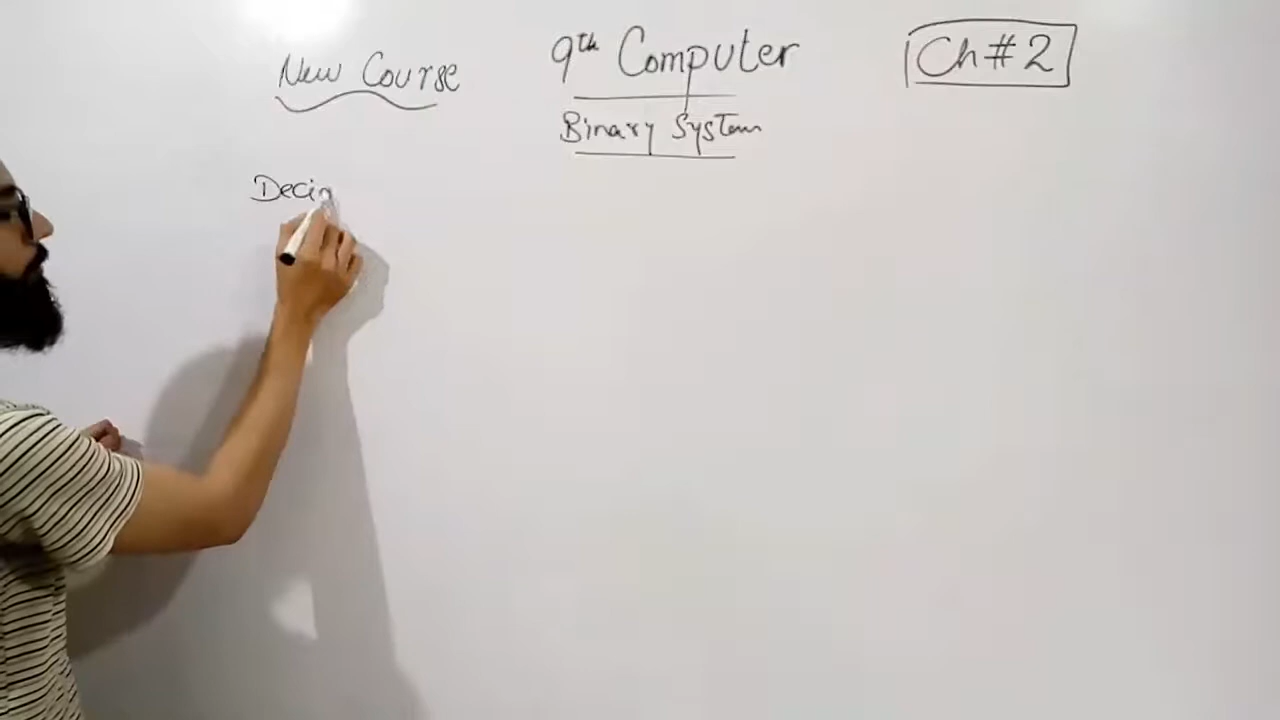 New Course
9th Computer
Ch # 2
Binary System
Deci